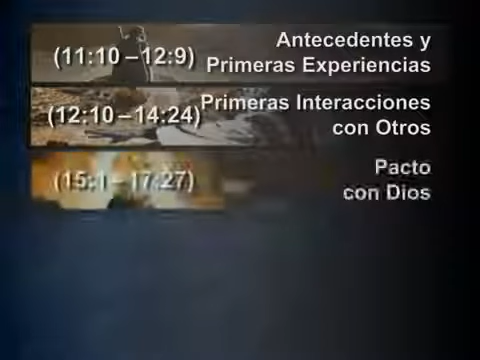 (11:10 – 12:9)
Antecedentes y
Primeras Experiencias
(12:10 – 14:24)
Primeras Interacciones
con Otros
(15:1 – 17:27)
Pacto
con Dios